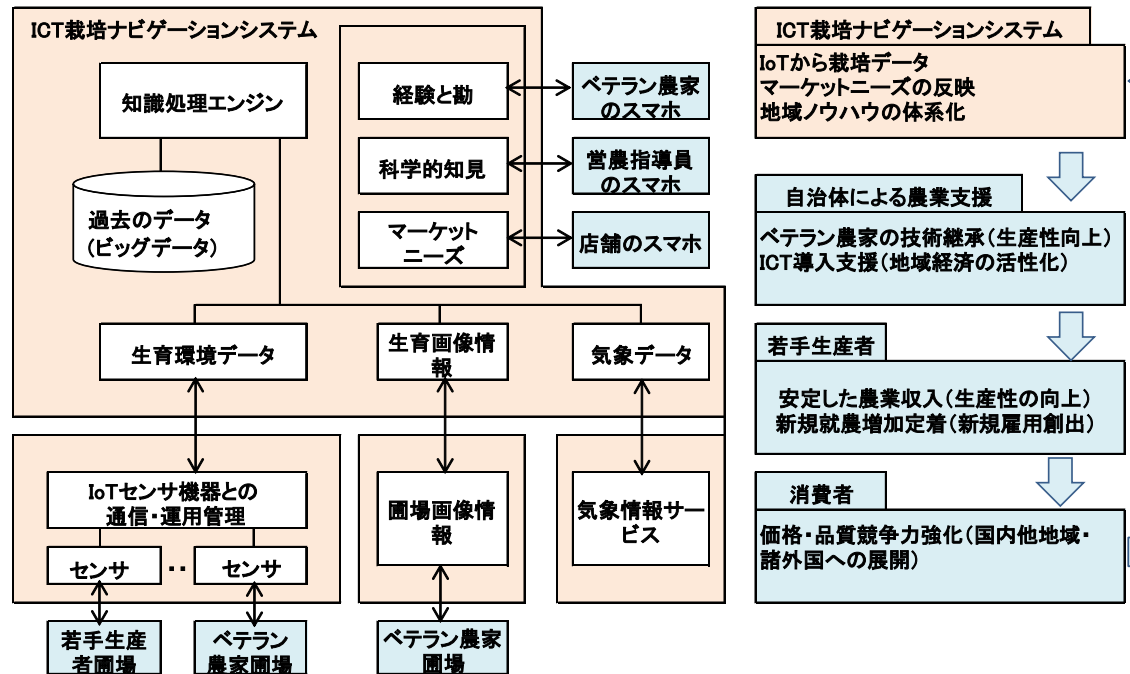 ICT栽培ナビゲーションシステム
知識処理エンジン
過去のデータ
(ビッグデータ)
経験と勘
科学的知見
マーケット
ニーズ
ベテラン農家
のスマホ
営農指導員
のスマホ
店舗のスマホ
生育環境データ
生育画像情
報
気象データ
IoTセンサ機器との
通信・運用管理
センサ
・・
センサ
圃場画像情
報
気象情報サー
ビス
若手生産
者圃場
ベテラン
農家圃場
ベテラン農家
圃場
ICT栽培ナビゲーションシステム
IoTから栽培データ
マーケットニーズの反映
地域ノウハウの体系化
自治体による農業支援
ベテラン農家の技術継承(生産性向上)
ICT導入支援(地域経済の活性化)
若手生産者
安定した農業収入(生産性の向上)
新規就農増加定着(新規雇用創出)
消費者
価格・品質競争力強化(国内他地域・
諸外国への展開)